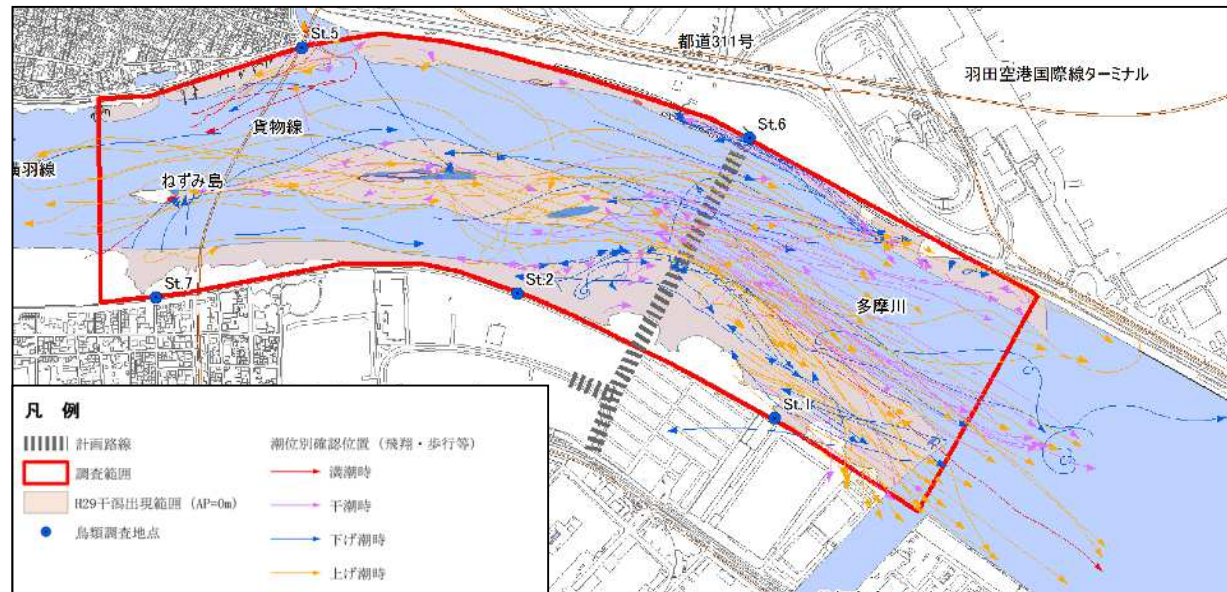 St.5
都道311号
羽田空港国際線ターミナル
St.6
貨物線
横羽線
ねずみ島
St.7
St.2
多摩川
St.1
凡 例
計画路線
調査範囲
H29干潟出現範囲 (AP=0m)
鳥類調査地点
潮位別確認位置（飛翔・歩行等）
満潮時
干潮時
下げ潮時
上げ潮時